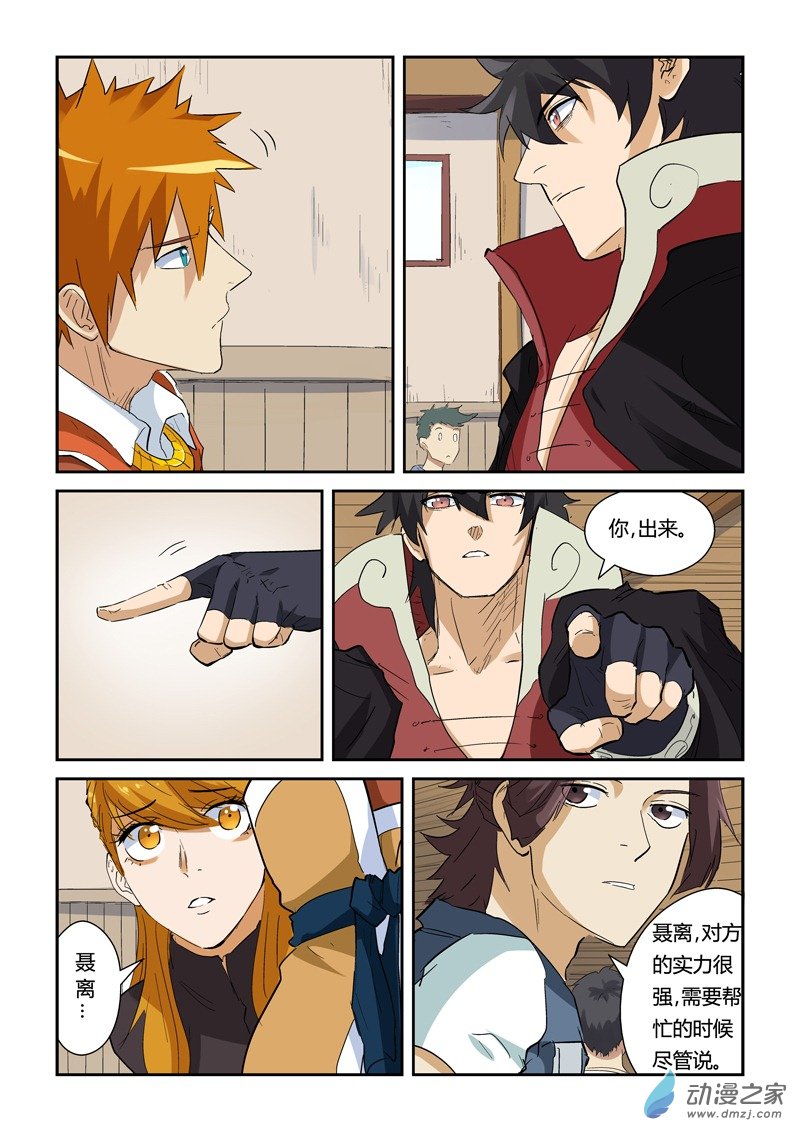 你,出来。
聂
离
…
聂离,对方
的实力很
强,需要帮
忙的时候
尽管说。
动漫之家
www.dmzj.com